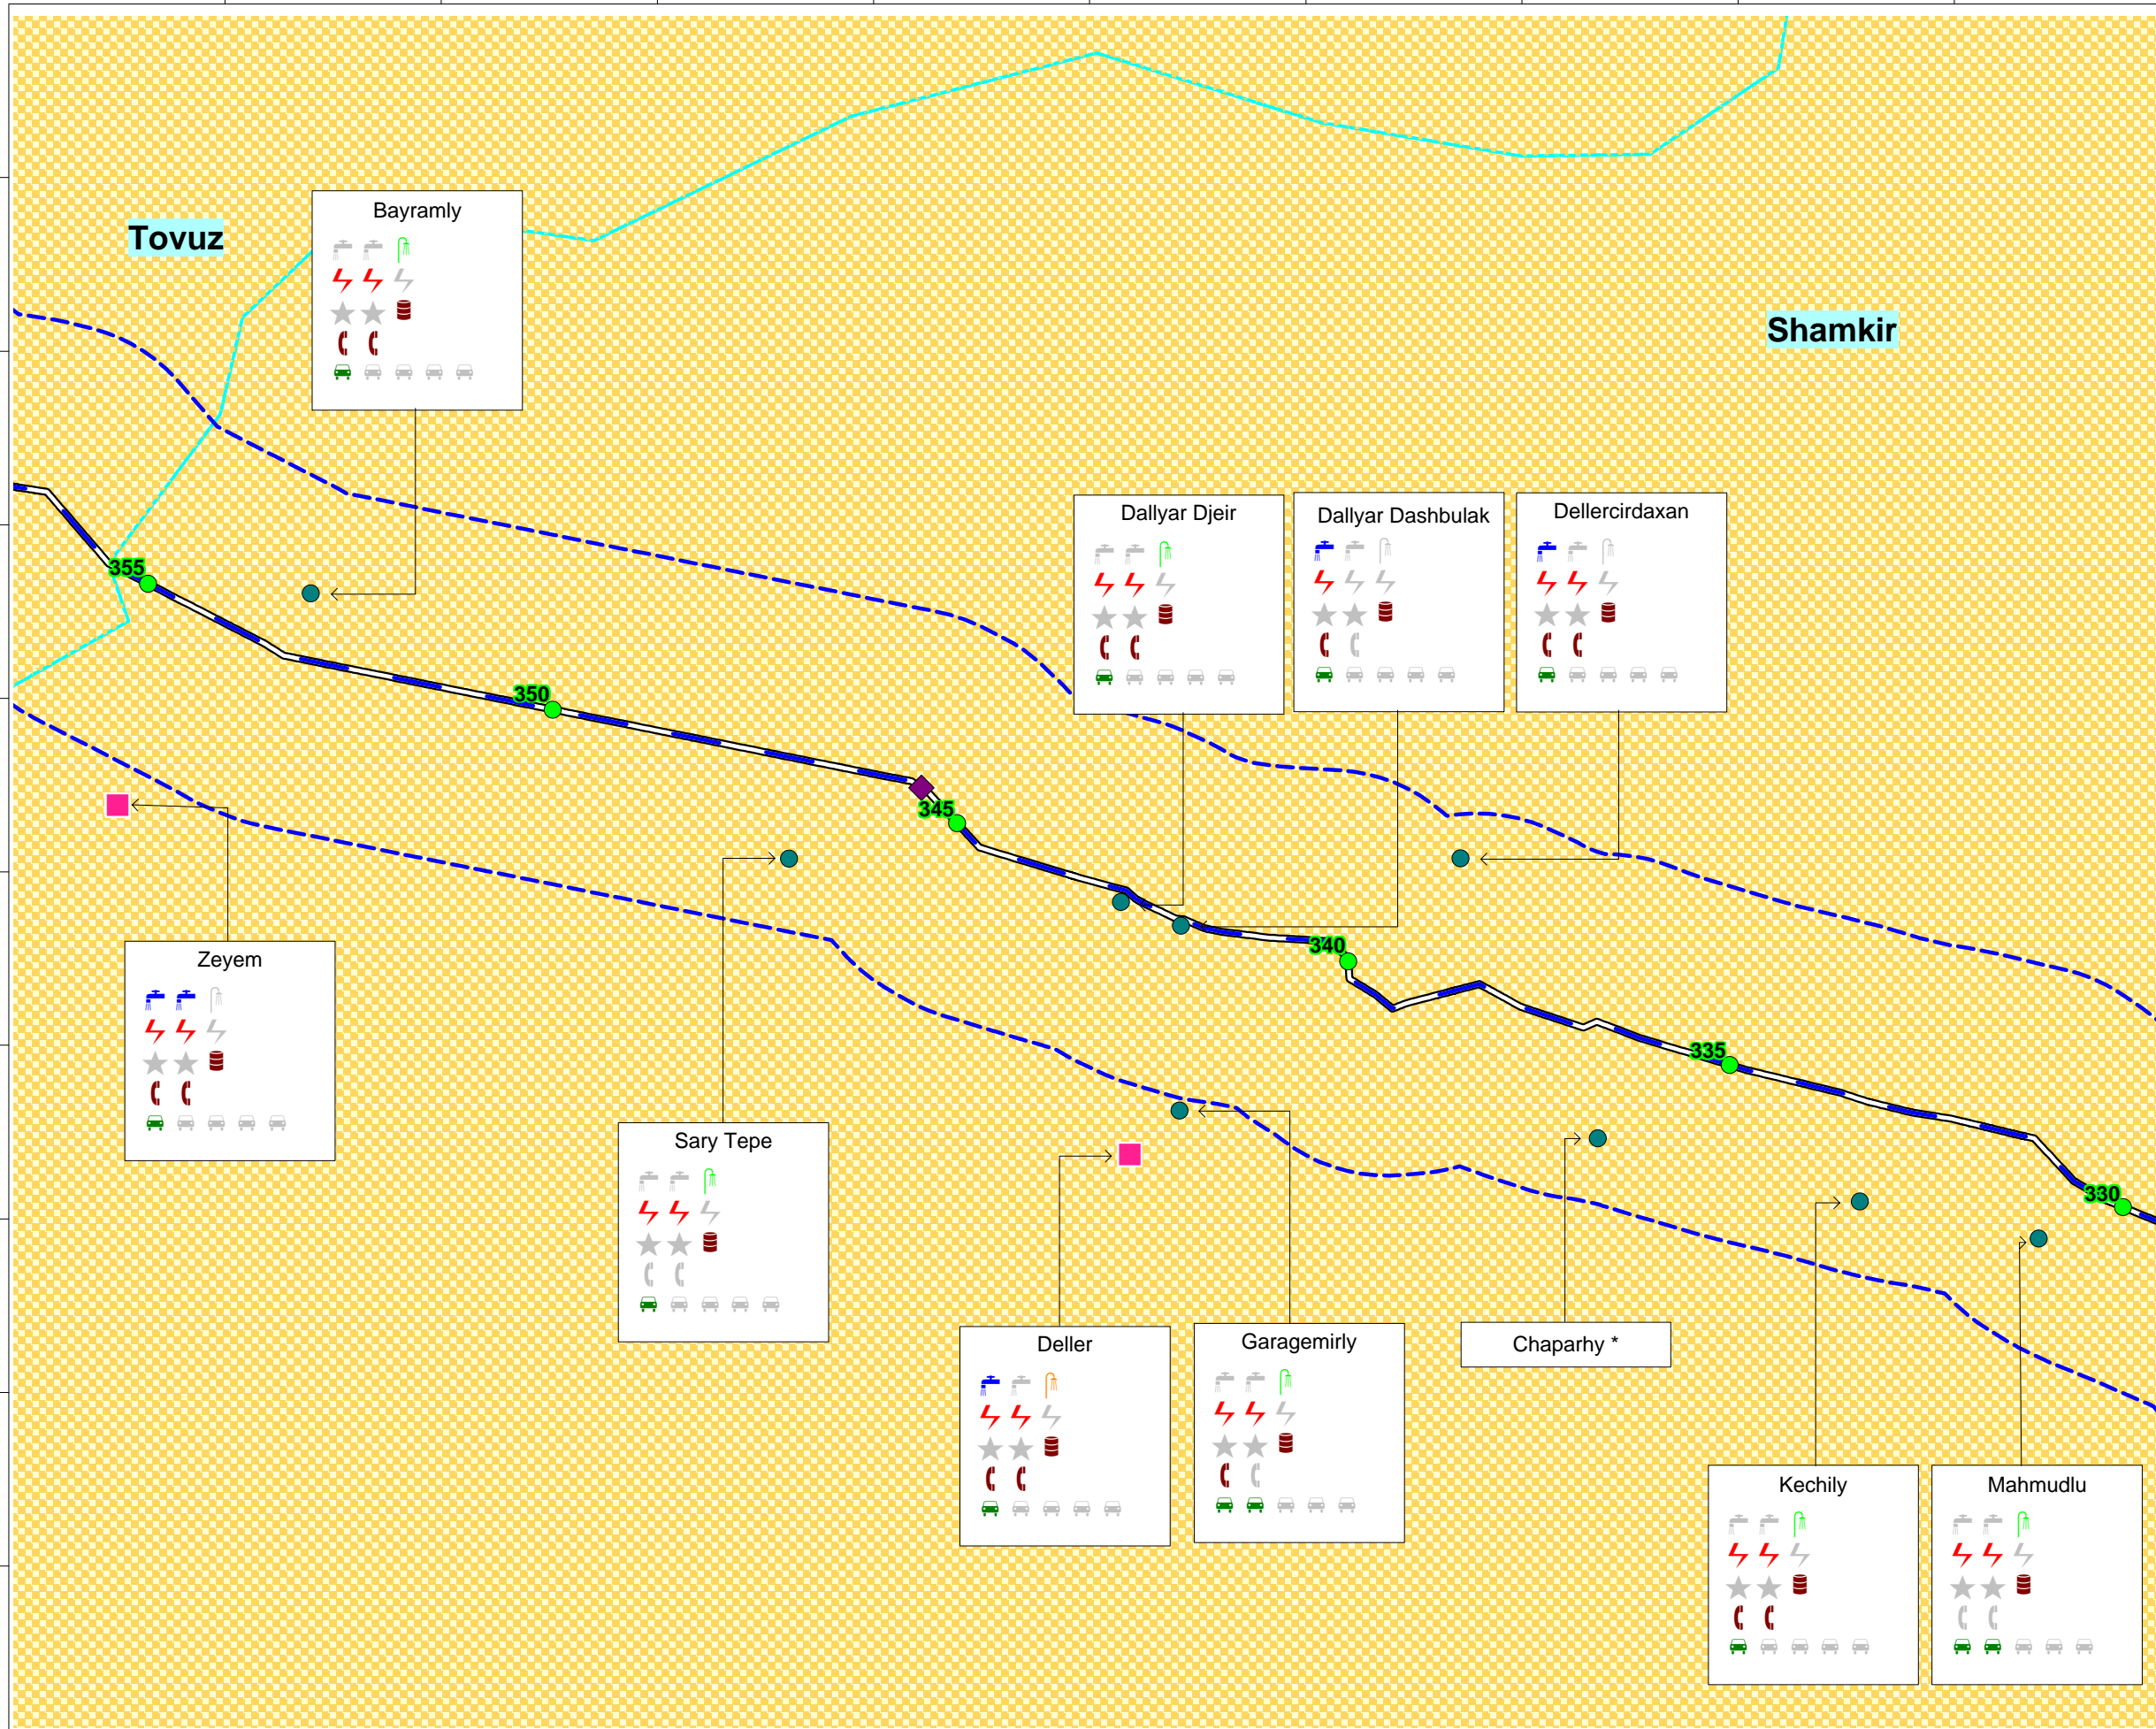 Bayramly
Tovuz
Shamkir
Dallyar Djeir
Dallyar Dashbulak
Dellercirdaxan
355
350
345
340
Zeyem
335
Sary Tepe
330
Deller
Garagemirly
Chaparhy *
Kechily
Mahmudlu